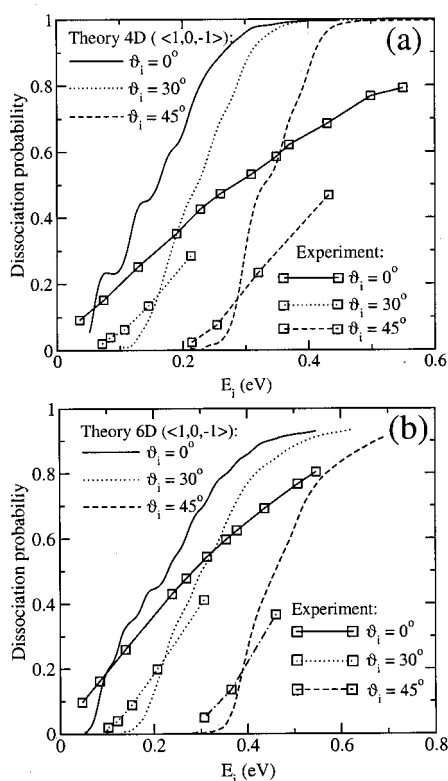 Theory 4D (<1,0,-1>):
(a)
ϑi = 0°
ϑi = 30°
ϑi = 45°
Experiment:
ϑi = 0°
ϑi = 30°
ϑi = 45°
Dissociation probability
1
0.8
0.6
0.4
0.2
0
0 0.2 0.4 0.6
Ei (eV)
Theory 6D (<1,0,-1>):
(b)
ϑi = 0°
ϑi = 30°
ϑi = 45°
Experiment:
ϑi = 0°
ϑi = 30°
ϑi = 45°
Dissociation probability
1
0.8
0.6
0.4
0.2
0
0 0.2 0.4 0.6 0.8
Ei (eV)